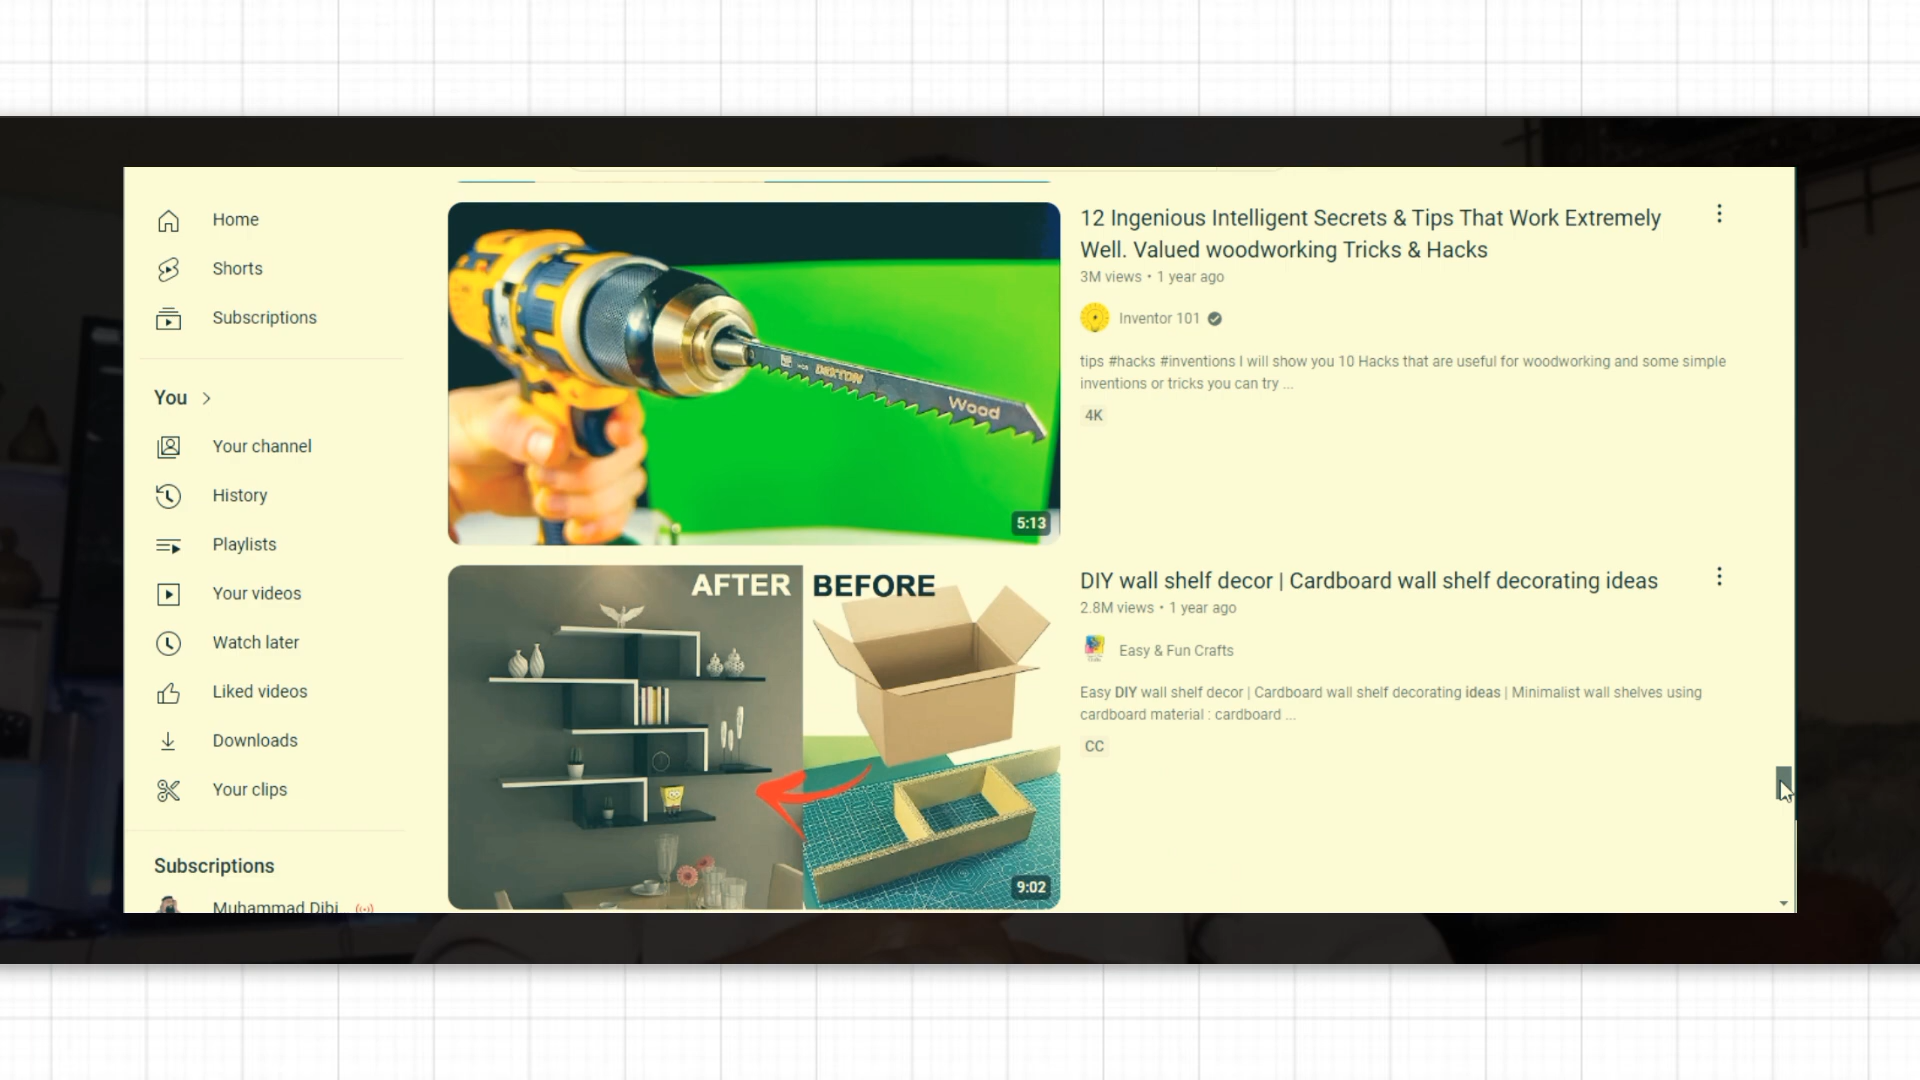 Home
Shorts
Subscriptions
You
Your channel
History
Playlists
Your videos
Watch later
Liked videos
Downloads
Your clips
Subscriptions
Muhammad Dibi...
DEXTON
Wood
5:13
12 Ingenious Intelligent Secrets & Tips That Work Extremely
Well. Valued woodworking Tricks & Hacks
3M views • 1 year ago
Inventor 101
tips #hacks #inventions I will show you 10 Hacks that are useful for woodworking and some simple
inventions or tricks you can try ...
4K
AFTER
BEFORE
9:02
DIY wall shelf decor | Cardboard wall shelf decorating ideas
2.8M views • 1 year ago
Easy & Fun Crafts
Easy DIY wall shelf decor | Cardboard wall shelf decorating ideas | Minimalist wall shelves using
cardboard material : cardboard ...
CC